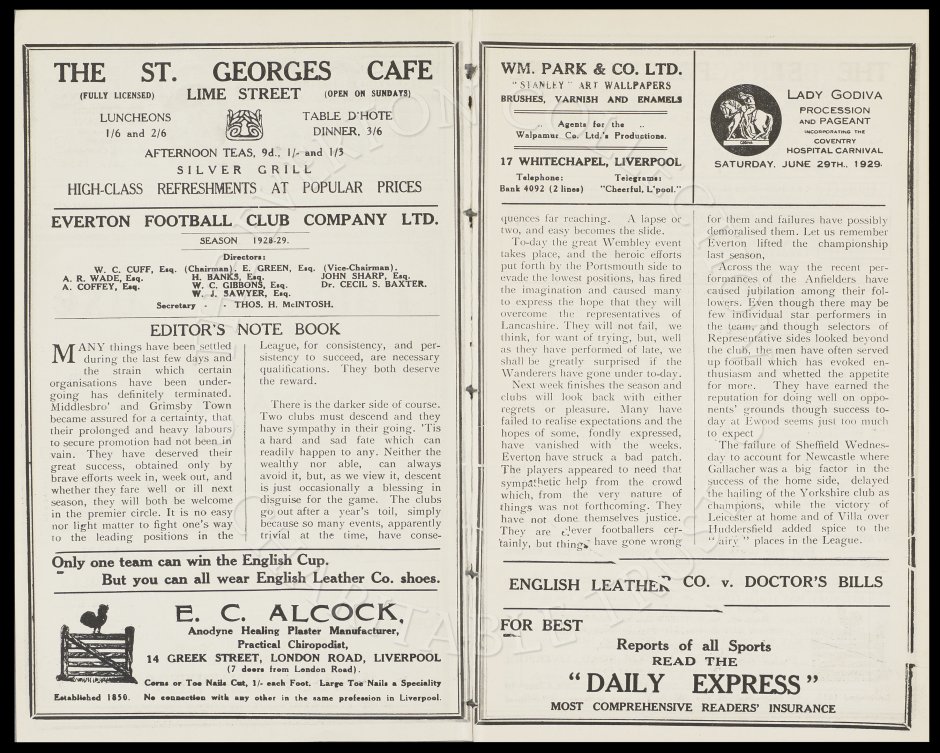 THE ST. GEORGES CAFE
(FULLY LICENSED) LIME STREET (OPEN ON SUNDAYS)
LUNCHEONS
1/6 and 2/6
TABLE D'HOTE
DINNER, 3/6
AFTERNOON TEAS, 9d., 1/- and 1/3
SILVER GRILL
HIGH-CLASS REFRESHMENTS AT POPULAR PRICES
EVERTON FOOTBALL CLUB COMPANY LTD.
SEASON 1928-29.
Directors:
W. C. CUFF, Esq. (Chairman). E. GREEN, Esq. (Vice-Chairman).
A. R. WADE, Esq. H. BANKS, Esq. JOHN SHARP, Esq.
A. COFFEY, Esq. W. C. GIBBONS, Esq. Dr. CECIL S. BAXTER.
W. J. SAWYER, Esq.
Secretary - - THOS. H. McINTOSH.
EDITOR'S NOTE BOOK
MANY things have been settled
during the last few days and
the strain which certain
organisations have been under-
going has definitely terminated.
Middlesbro' and Grimsby Town
became assured for a certainty, that
their prolonged and heavy labours
to secure promotion had not been in
vain. They have deserved their
great success, obtained only by
brave efforts week in, week out, and
whether they fare well or ill next
season, they will both be welcome
in the premier circle. It is no easy
nor light matter to fight one's way
to the leading positions in the
League, for consistency, and per-
sistency to succeed, are necessary
qualifications. They both deserve
the reward.
There is the darker side of course.
Two clubs must descend and they
have sympathy in their going. 'Tis
a hard and sad fate which can
readily happen to any. Neither the
wealthy nor able, can always
avoid it, but, as we view it, descent
is just occasionally a blessing in
disguise for the game. The clubs
go out after a year's toil, simply
because so many events, apparently
trivial at the time, have conse-
Only one team can win the English Cup.
But you can all wear English Leather Co. shoes.
E. C. ALCOCK,
Anodyne Healing Plaster Manufacturer,
Practical Chiropodist,
14 GREEK STREET, LONDON ROAD, LIVERPOOL
(7 doors from London Road).
Corns or Toe Nails Cut, 1/- each Foot. Large Toe Nails a Speciality
Established 1850. No connection with any other in the same profession in Liverpool.
WM. PARK & CO. LTD.
"STANLEY" ART WALLPAPERS
BRUSHES, VARNISH AND ENAMELS
.. Agents for the ..
Walpamur Co. Ltd.'s Productions.
17 WHITECHAPEL, LIVERPOOL
Telephone: Telegrams:
Bank 4092 (2 lines) "Cheerful, L'pool."
LADY GODIVA
PROCESSION
AND PAGEANT
INCORPORATING THE
COVENTRY
HOSPITAL CARNIVAL
SATURDAY, JUNE 29TH., 1929.
quences far reaching. A lapse or
two, and easy becomes the slide.
To-day the great Wembley event
takes place, and the heroic efforts
put forth by the Portsmouth side to
evade the lowest positions, has fired
the imagination and caused many
to express the hope that they will
overcome the representatives of
Lancashire. They will not fail, we
think, for want of trying, but, well
as they have performed of late, we
shall be greatly surprised if the
Wanderers have gone under to-day.
Next week finishes the season and
clubs will look back with either
regrets or pleasure. Many have
failed to realise expectations and the
hopes of some, fondly expressed,
have vanished with the weeks.
Everton have struck a bad patch.
The players appeared to need that
sympathetic help from the crowd
which, from the very nature of
things was not forthcoming. They
have not done themselves justice.
They are clever footballers cer-
tainly, but things have gone wrong
for them and failures have possibly
demoralised them. Let us remember
Everton lifted the championship
last season,
Across the way the recent per-
formances of the Anfielders have
caused jubilation among their fol-
lowers. Even though there may be
few individual star performers in
the team, and though selectors of
Representative sides looked beyond
the club, the men have often served
up football which has evoked en-
thusiasm and whetted the appetite
for more. They have earned the
reputation for doing well on oppo-
nents' grounds though success to-
day at Ewood seems just too much
to expect
The failure of Sheffield Wednes-
day to account for Newcastle where
Gallacher was a big factor in the
success of the home side, delayed
the hailing of the Yorkshire club as
champions, while the victory of
Leicester at home and of Villa over
Huddersfield added spice to the
"airy" places in the League.
ENGLISH LEATHER CO. v. DOCTOR'S BILLS
FOR BEST
Reports of all Sports
READ THE
"DAILY EXPRESS"
MOST COMPREHENSIVE READERS' INSURANCE